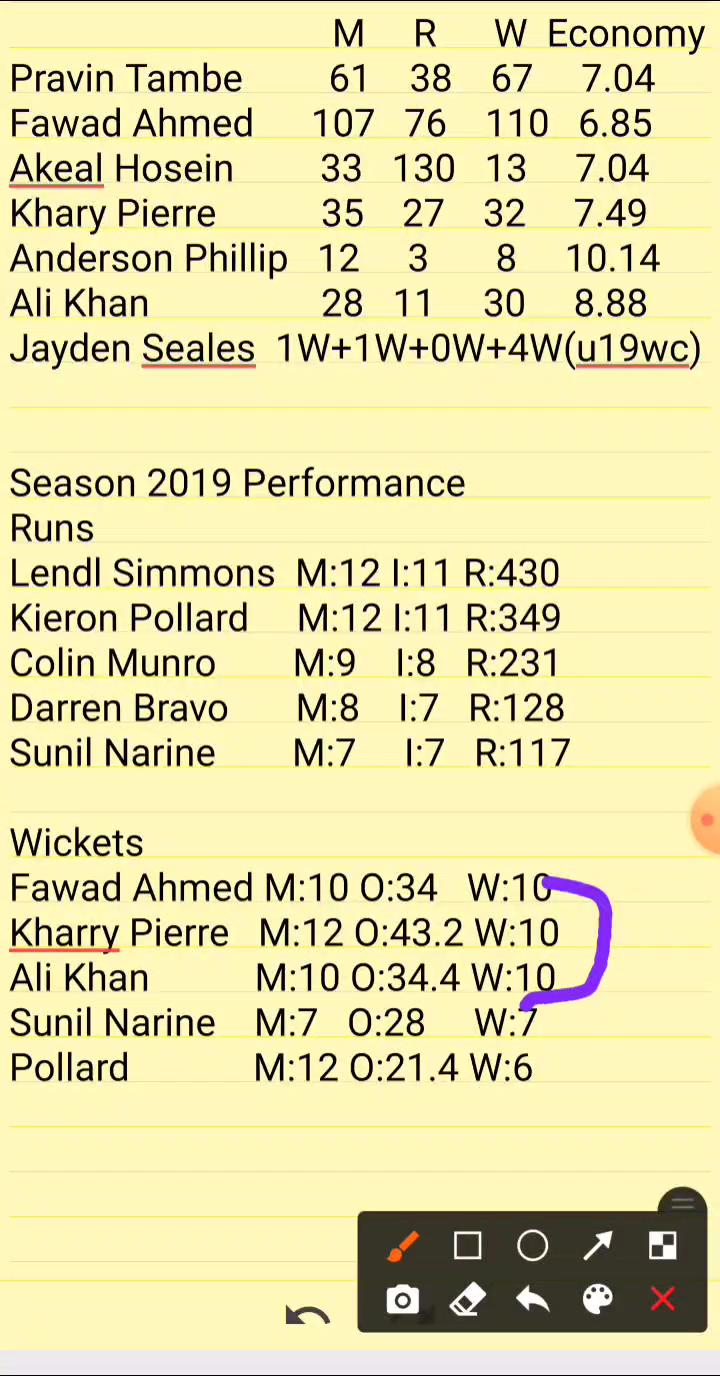 M R W Economy
Pravin Tambe 61 38 67 7.04
Fawad Ahmed 107 76 110 6.85
Akeal Hosein 33 130 13 7.04
Khary Pierre 35 27 32 7.49
Anderson Phillip 12 3 8 10.14
Ali Khan 28 11 30 8.88
Jayden Seales 1W+1W+0W+4W(u19wc)
Season 2019 Performance
Runs
Lendl Simmons M:12 I:11 R:430
Kieron Pollard M:12 I:11 R:349
Colin Munro M:9 I:8 R:231
Darren Bravo M:8 I:7 R:128
Sunil Narine M:7 I:7 R:117
Wickets
Fawad Ahmed M:10 O:34 W:10
Kharry Pierre M:12 O:43.2 W:10
Ali Khan M:10 O:34.4 W:10
Sunil Narine M:7 O:28 W:7
Pollard M:12 O:21.4 W:6